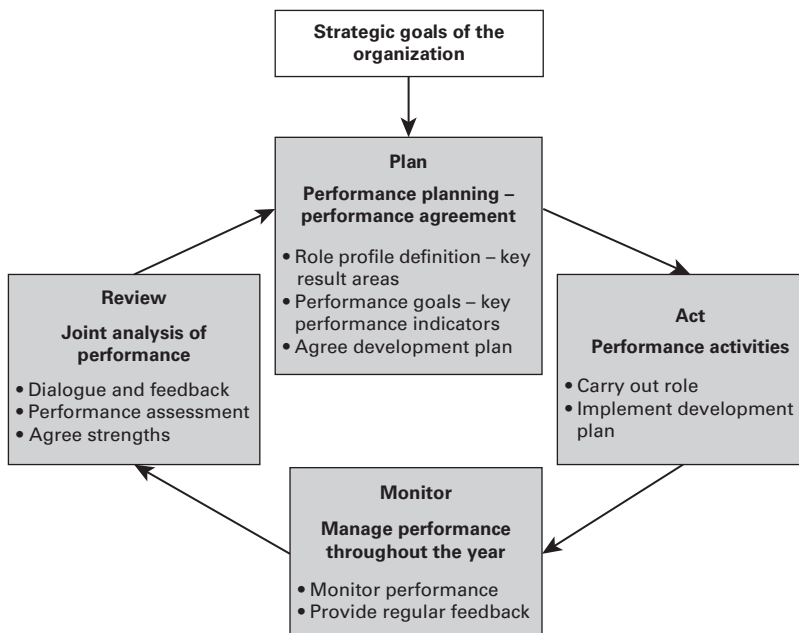 Strategic goals of the
organization
Plan
Performance planning –
performance agreement
• Role profile definition – key
result areas
• Performance goals – key
performance indicators
• Agree development plan
Review
Joint analysis of
performance
• Dialogue and feedback
• Performance assessment
• Agree strengths
Act
Performance activities
• Carry out role
• Implement development
plan
Monitor
Manage performance
throughout the year
• Monitor performance
• Provide regular feedback